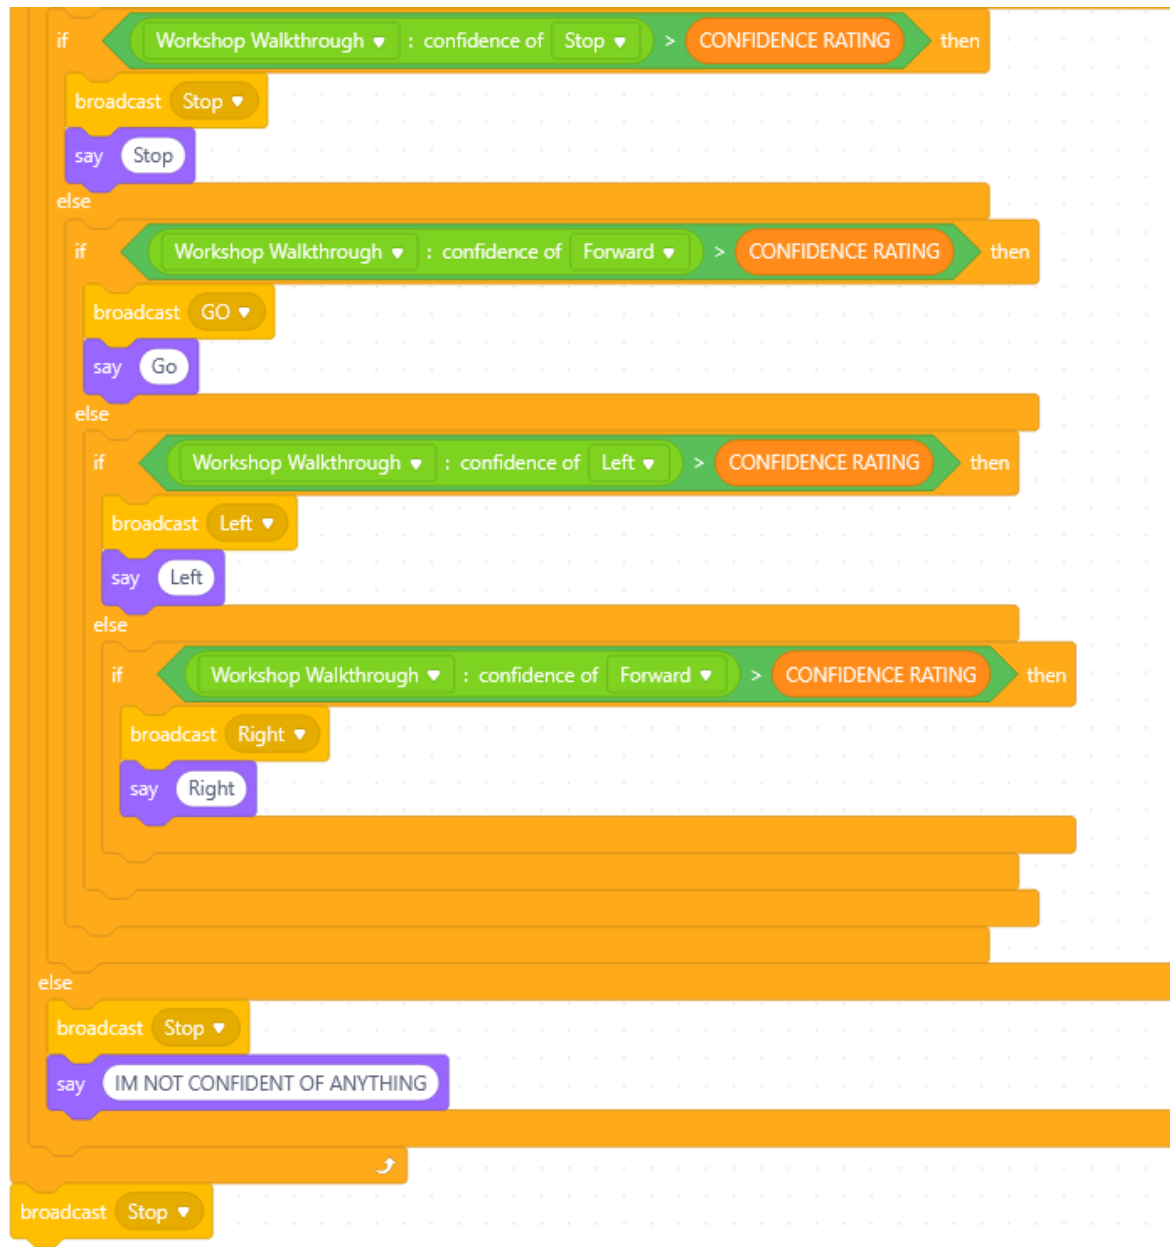 if Workshop Walkthrough : confidence of Stop > CONFIDENCE RATING then
broadcast Stop
say Stop
else
if Workshop Walkthrough : confidence of Forward > CONFIDENCE RATING then
broadcast GO
say Go
else
if Workshop Walkthrough : confidence of Left > CONFIDENCE RATING then
broadcast Left
say Left
else
if Workshop Walkthrough : confidence of Forward > CONFIDENCE RATING then
broadcast Right
say Right
else
broadcast Stop
say IM NOT CONFIDENT OF ANYTHING
broadcast Stop